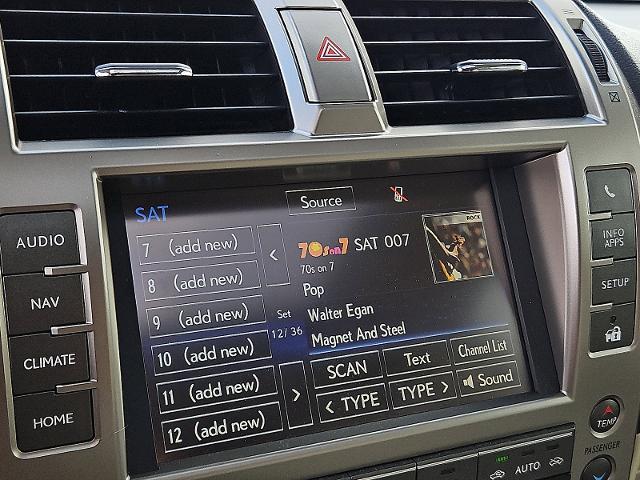 AUDIO
NAV
CLIMATE
HOME
SAT
Source
7 (add new)
8 (add new)
9 (add new)
10 (add new)
11 (add new)
12 (add new)
<
Set
12/36
>
70s on 7 SAT 007
70s on 7
Pop
Walter Egan
Magnet And Steel
ROCK
SCAN
Text
Channel List
< TYPE
TYPE >
Sound
INFO
APPS
SETUP
TEMP
PASSENGER
AUTO